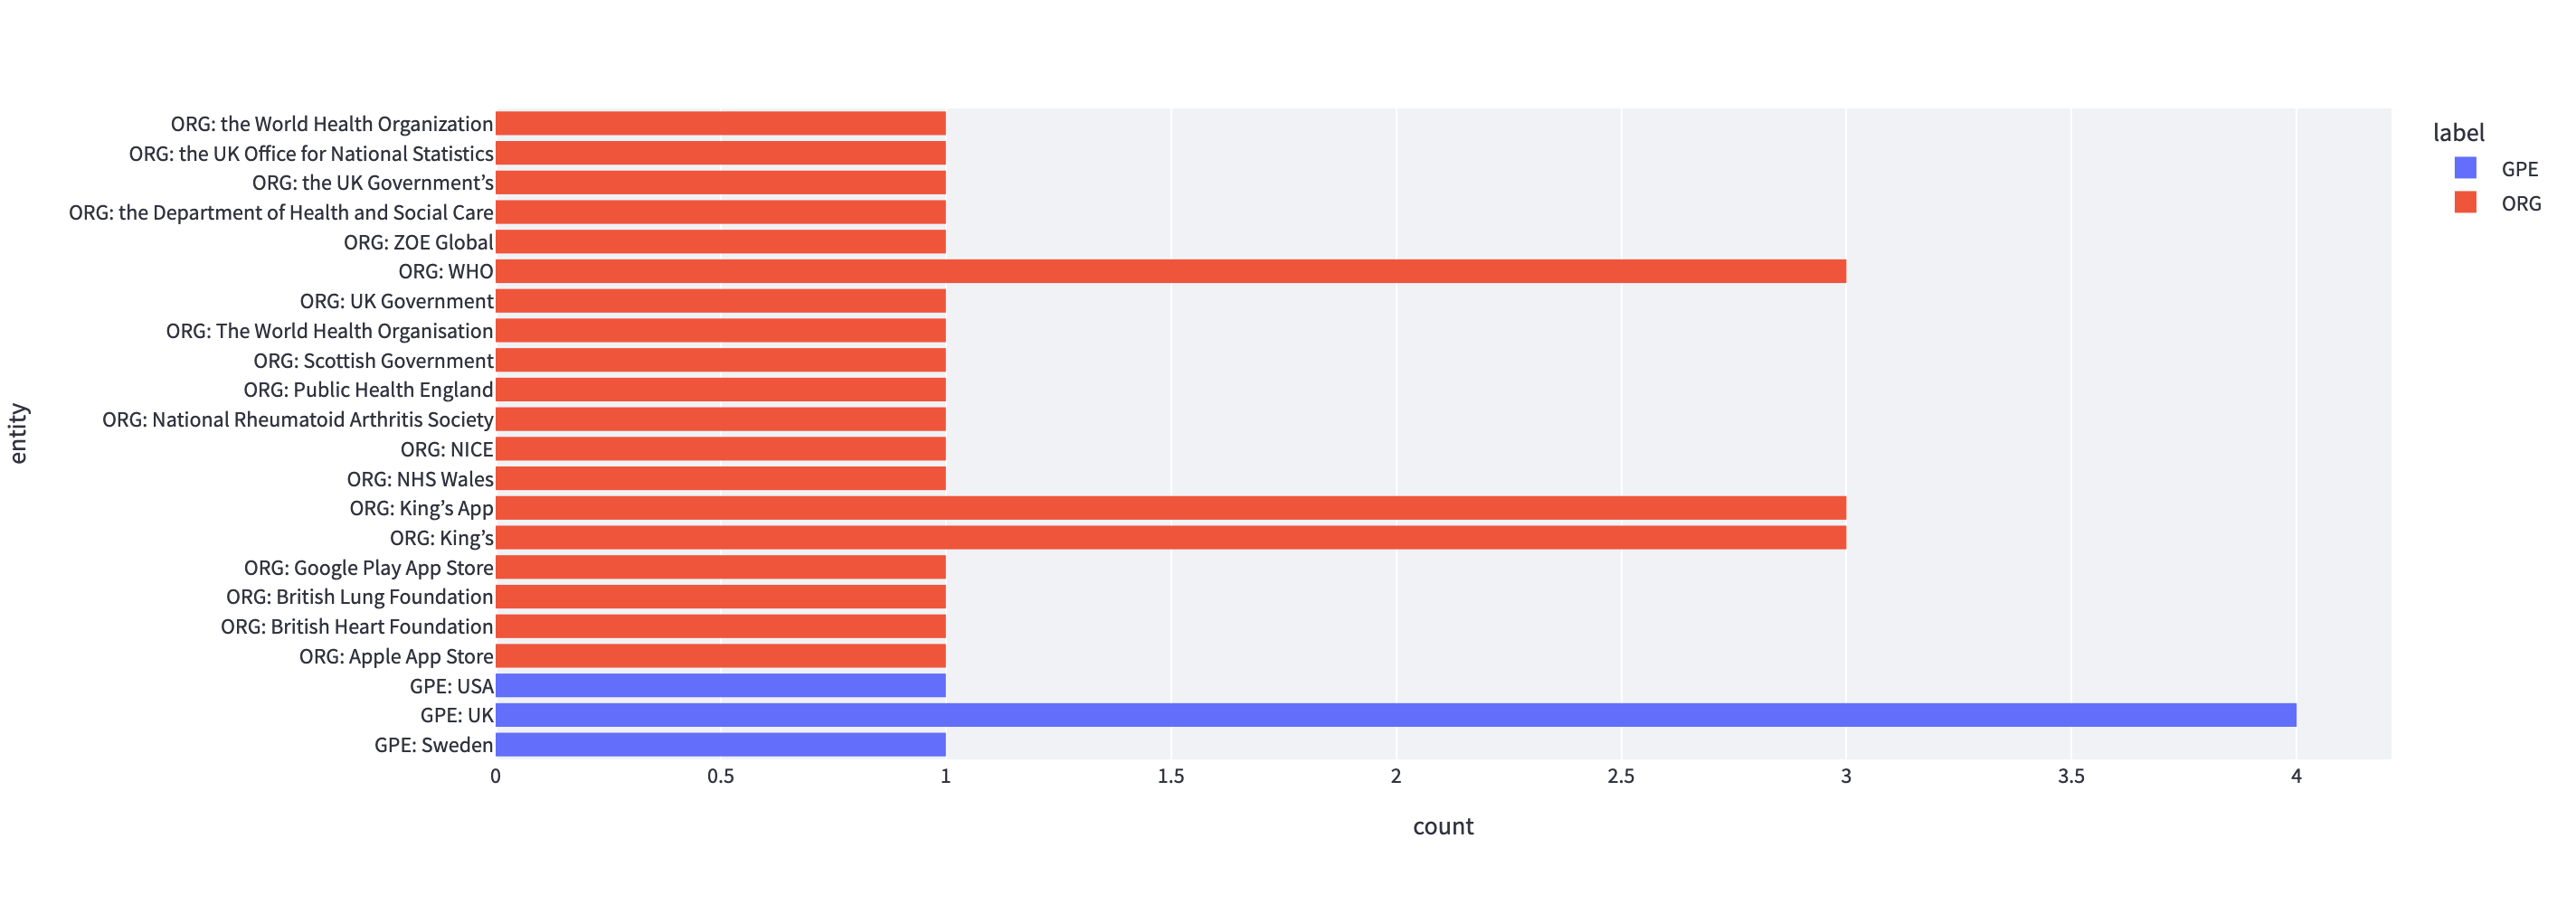 ORG: the World Health Organization
ORG: the UK Office for National Statistics
ORG: the UK Government’s
ORG: the Department of Health and Social Care
ORG: ZOE Global
ORG: WHO
ORG: UK Government
ORG: The World Health Organisation
ORG: Scottish Government
ORG: Public Health England
ORG: National Rheumatoid Arthritis Society
ORG: NICE
ORG: NHS Wales
ORG: King’s App
ORG: King’s
ORG: Google Play App Store
ORG: British Lung Foundation
ORG: British Heart Foundation
ORG: Apple App Store
GPE: USA
GPE: UK
GPE: Sweden
entity
0 0.5 1 1.5 2 2.5 3 3.5 4
count
label
GPE
ORG